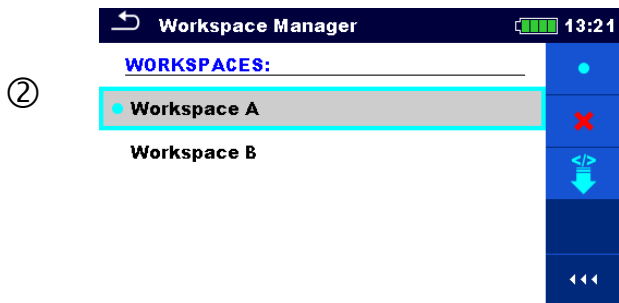 Workspace Manager 13:21
WORKSPACES:
②
Workspace A
Workspace B
</>